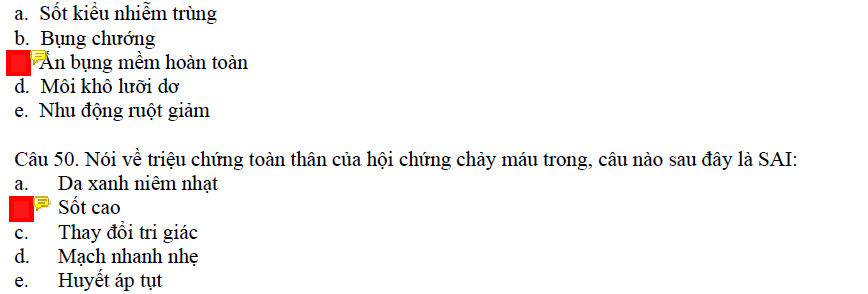 a. Sốt kiểu nhiễm trùng
b. Bụng chướng
Ấn bụng mềm hoàn toàn
d. Môi khô lưỡi dơ
e. Nhu động ruột giảm
Câu 50. Nói về triệu chứng toàn thân của hội chứng chảy máu trong, câu nào sau đây là SAI:
a. Da xanh niêm nhạt
Sốt cao
c. Thay đổi tri giác
d. Mạch nhanh nhẹ
e. Huyết áp tụt